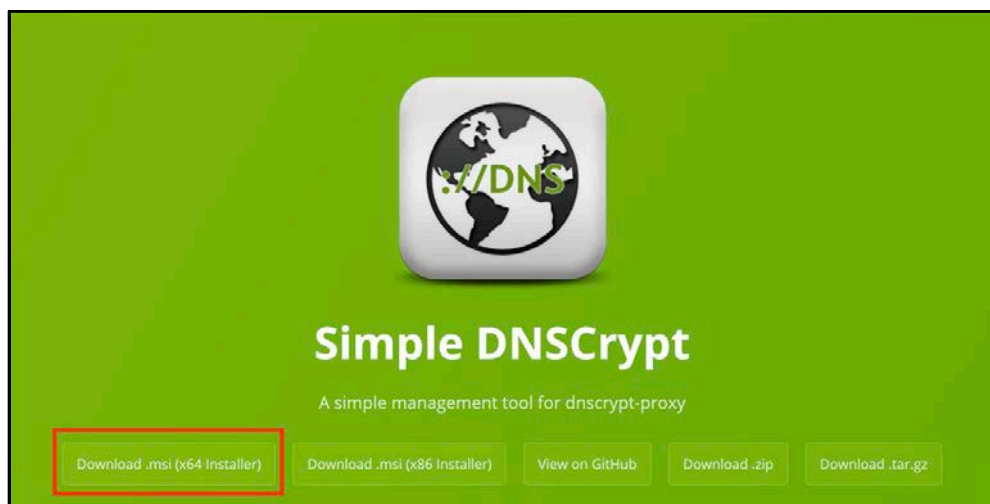 ://DNS
Simple DNSCrypt
A simple management tool for dnscrypt-proxy
Download .msi (x64 Installer) Download .msi (x86 Installer) View on GitHub Download .zip Download .tar.gz